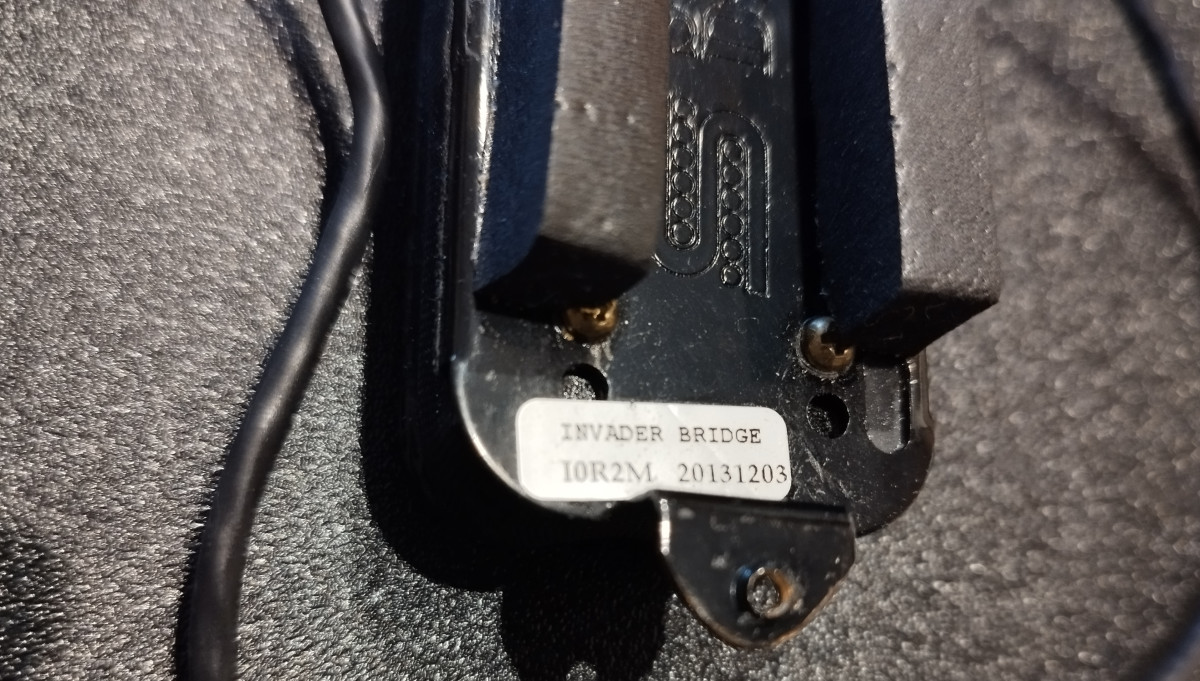 INVADER BRIDGE
I0R2M 20131203